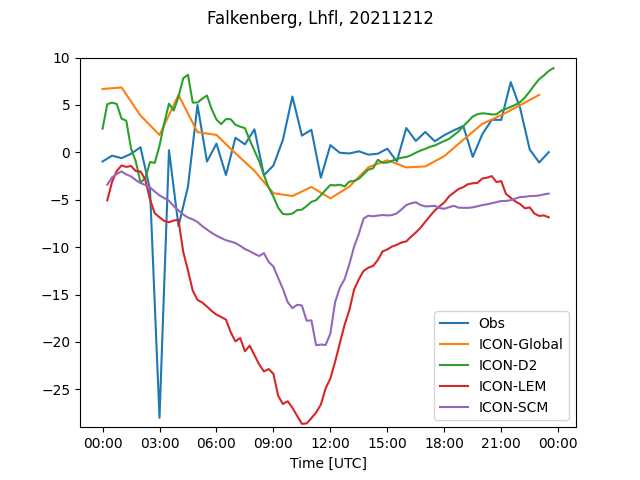 Falkenberg, Lhfl, 20211212
10
5
0
−5
−10
−15
−20
−25
Obs
ICON-Global
ICON-D2
ICON-LEM
ICON-SCM
00:00 03:00 06:00 09:00 12:00 15:00 18:00 21:00 00:00
Time [UTC]